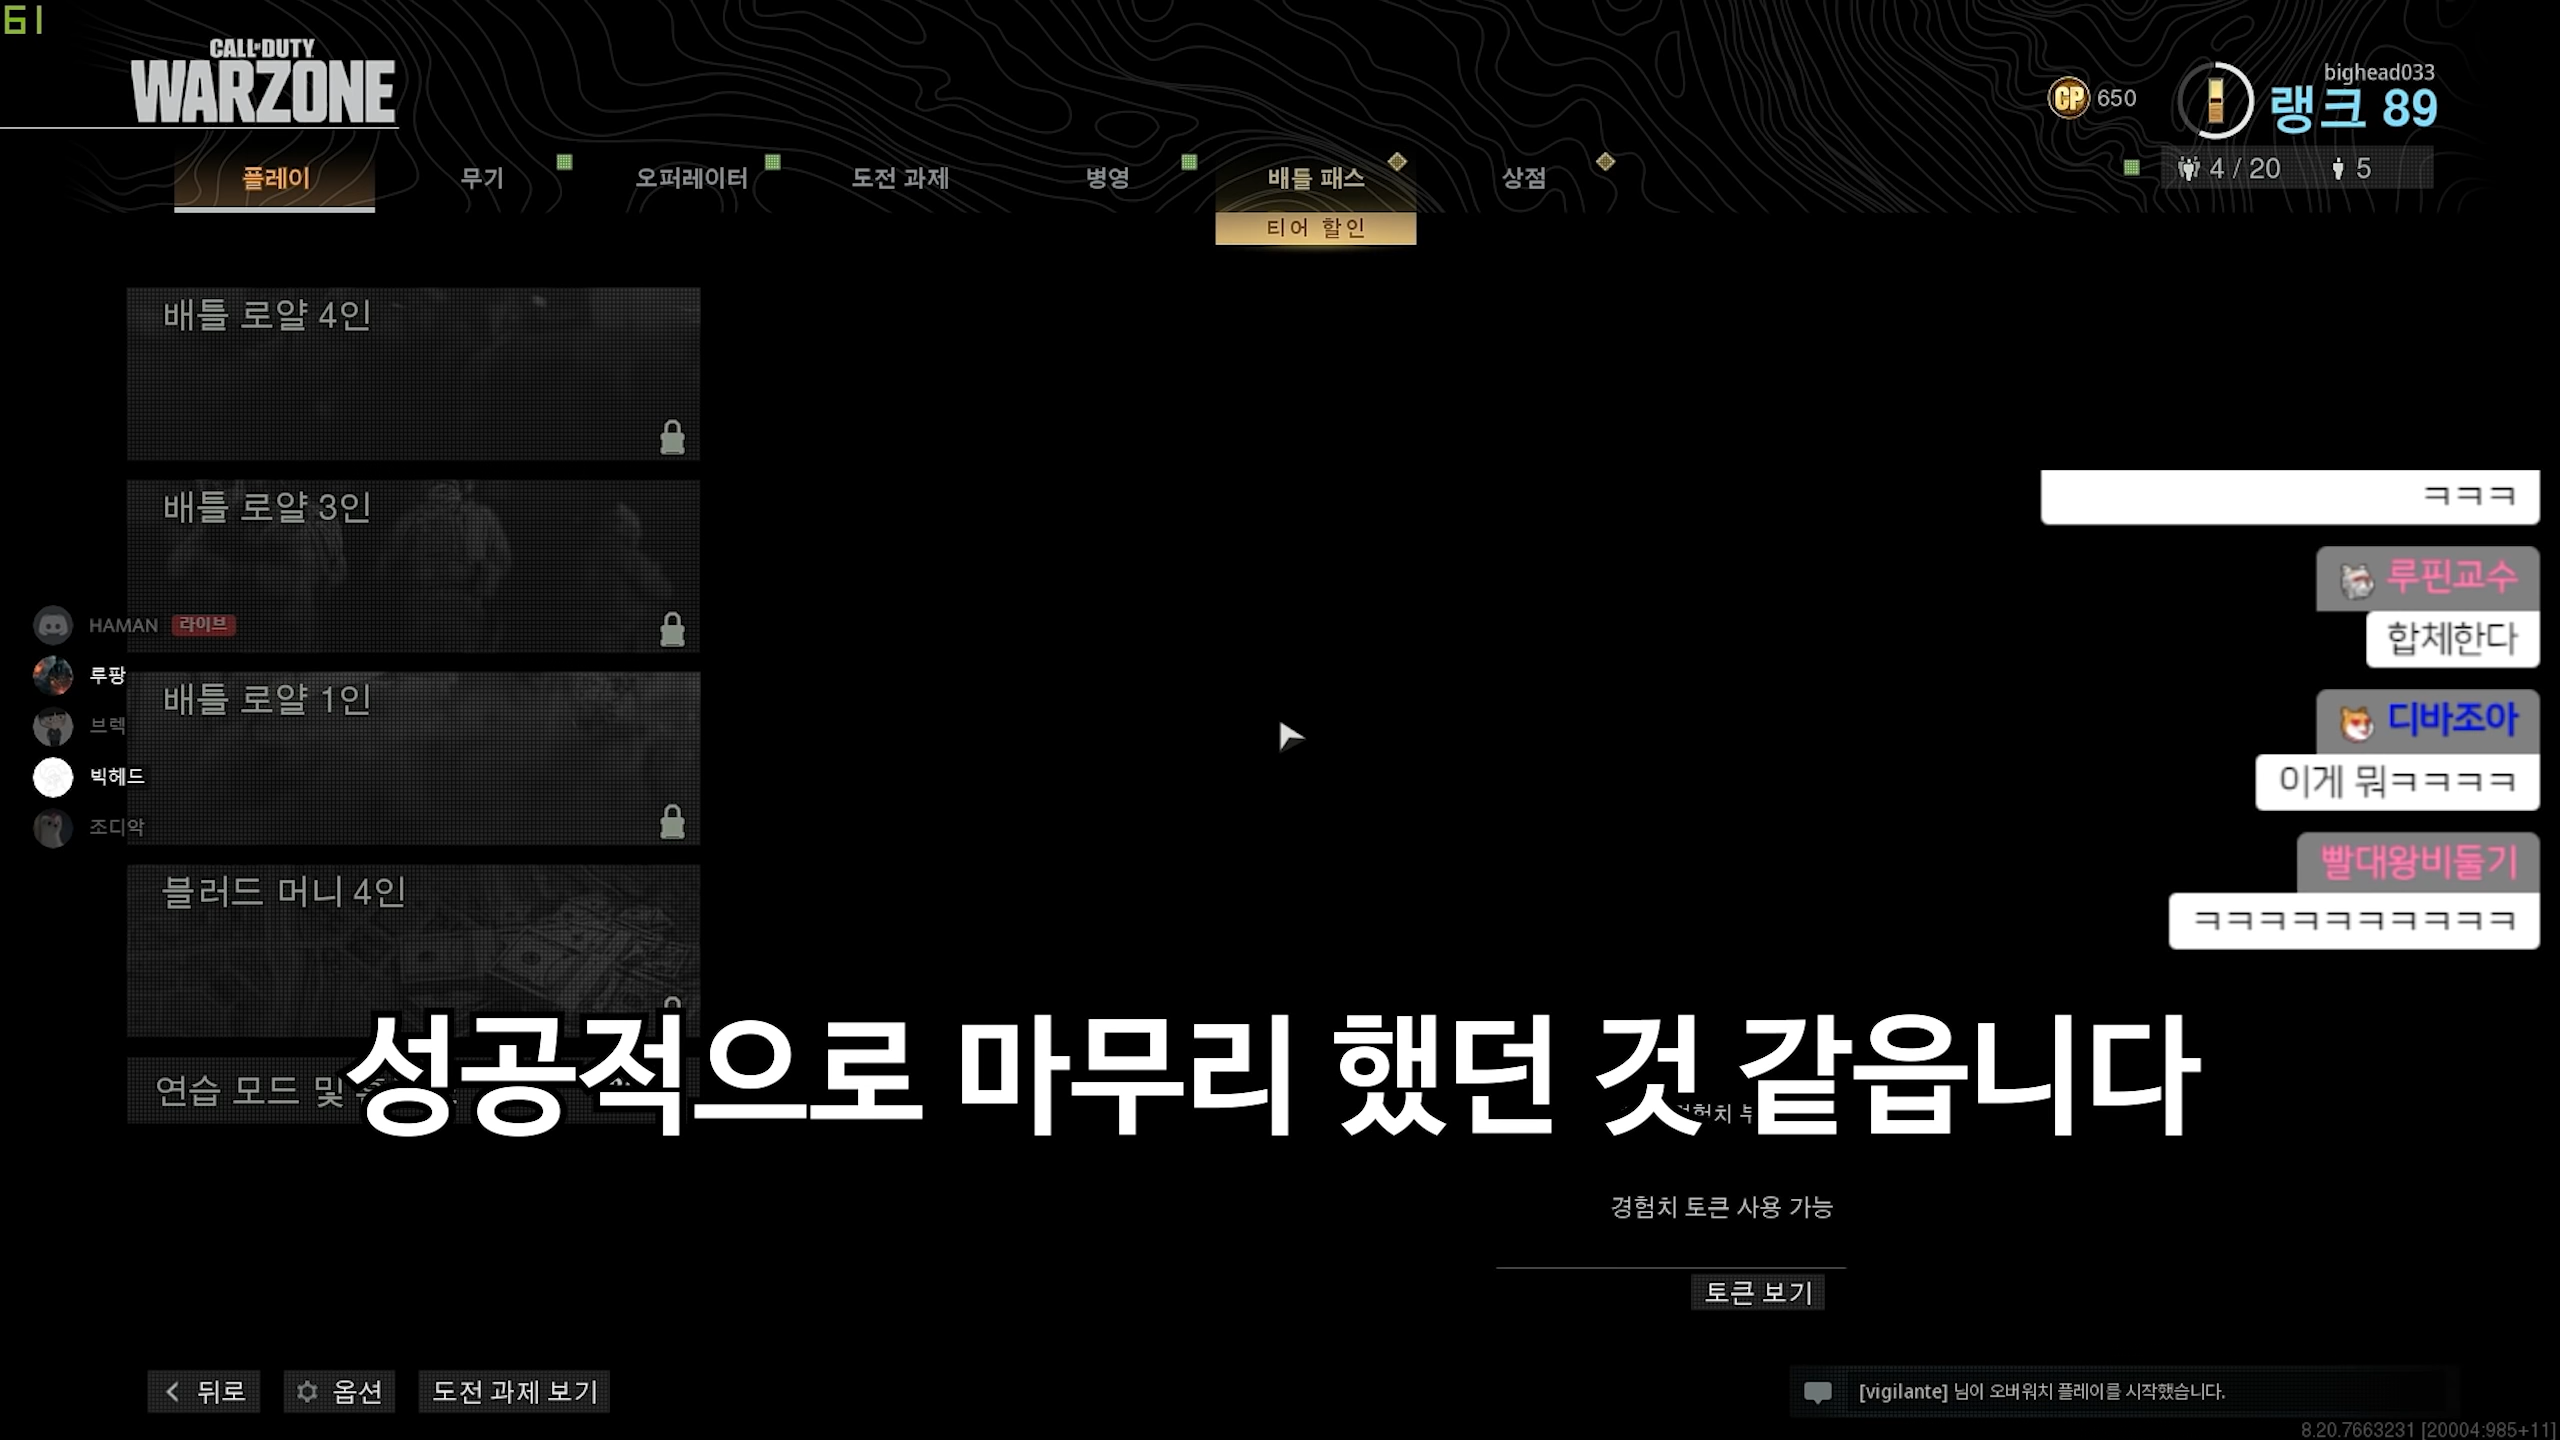 61
CALL OF DUTY
WARZONE
플레이
무기
오퍼레이터
도전 과제
병영
배틀 패스
티어 할인
상점
CP 650
bighead033
랭크 89
4 / 20
5
배틀 로얄 4인
배틀 로얄 3인
배틀 로얄 1인
블러드 머니 4인
연습 모드 및
HAMAN 라이브
루팡
브렉
빅헤드
조디악
ㅋㅋㅋ
루핀교수
합체한다
디바조아
이게 뭐ㅋㅋㅋㅋ
빨대왕비둘기
ㅋㅋㅋㅋㅋㅋㅋㅋㅋㅋ
성공적으로 마무리 했던 것 같읍니다
경험치 토큰 사용 가능
토큰 보기
뒤로
옵션
도전 과제 보기
[vigilante] 님이 오버워치 플레이를 시작했습니다.
8.20.7663231 [20004:985+11]